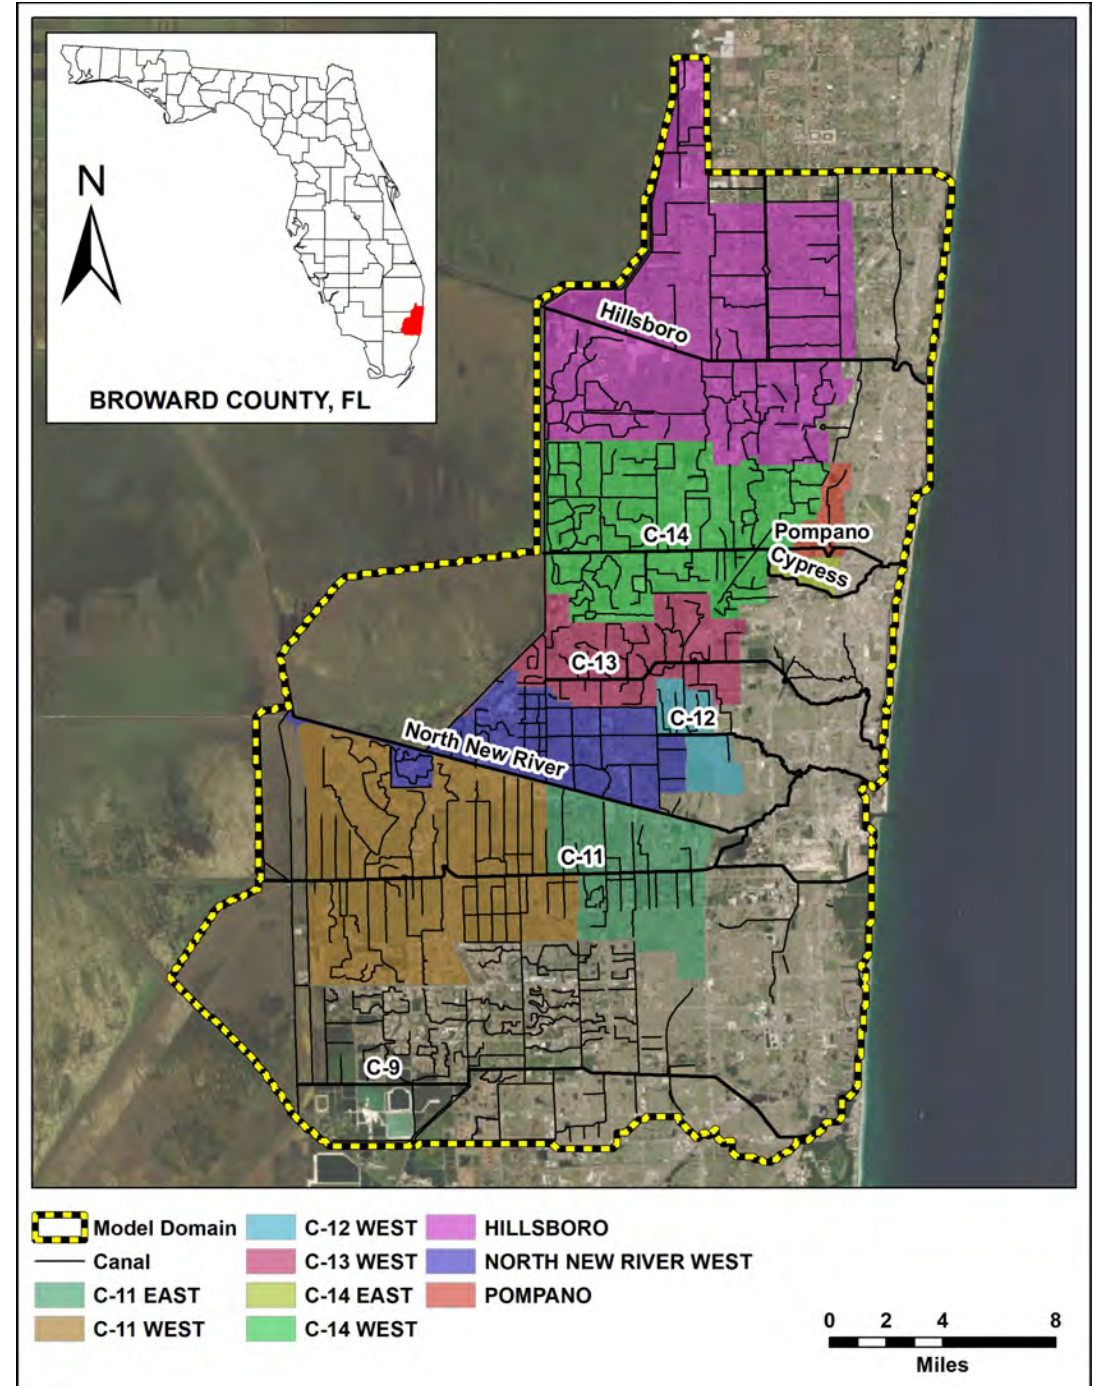 N
BROWARD COUNTY, FL
Hillsboro
C-14
Pompano
Cypress
C-13
C-12
North New River
C-11
C-9
Model Domain
Canal
C-11 EAST
C-11 WEST
C-12 WEST
C-13 WEST
C-14 EAST
C-14 WEST
HILLSBORO
NORTH NEW RIVER WEST
POMPANO
0 2 4 8
Miles